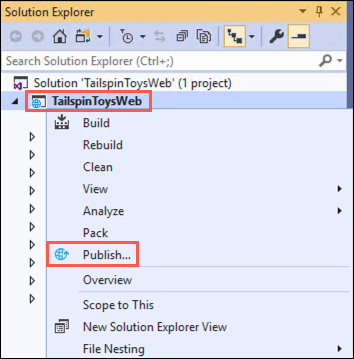 Solution Explorer
Search Solution Explorer (Ctrl+;)
Solution 'TailspinToysWeb' (1 project)
TailspinToysWeb
Build
Rebuild
Clean
View
Analyze
Pack
Publish...
Overview
Scope to This
New Solution Explorer View
File Nesting